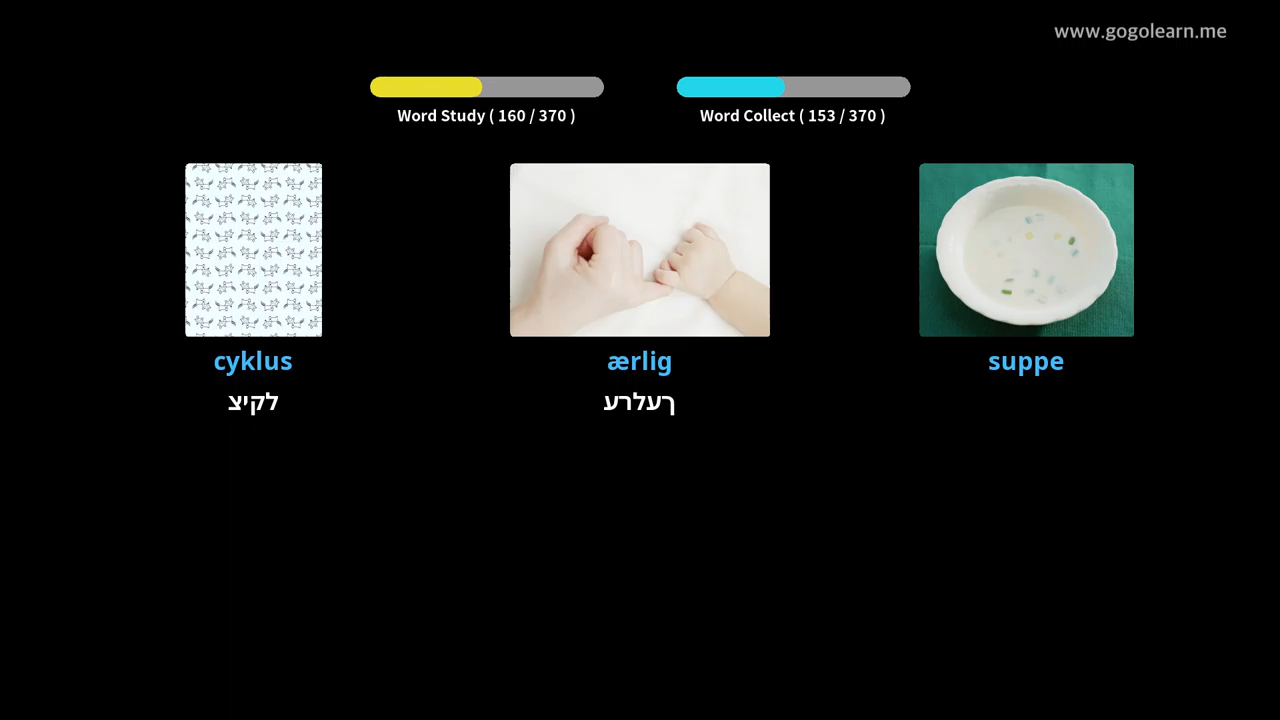 www.gogolearn.me
Word Study ( 160 / 370 )
Word Collect ( 153 / 370 )
cyklus
ærlig
suppe
לקיצ
ךעלרע